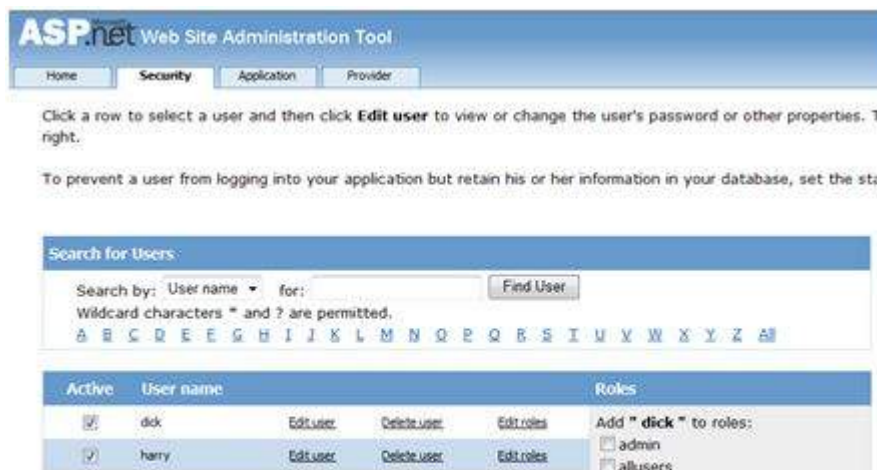 Microsoft
ASP.net Web Site Administration Tool
Home Security Application Provider
Click a row to select a user and then click Edit user to view or change the user's password or other properties. T
right.
To prevent a user from logging into your application but retain his or her information in your database, set the sta
Search for Users
Search by: User name for: Find User
Wildcard characters * and ? are permitted.
A B C D E F G H I J K L M N O P Q R S T U V W X Y Z All
Active User name Roles
dick Edit user Delete user Edit roles Add " dick " to roles:
admin
harry Edit user Delete user Edit roles
allusers